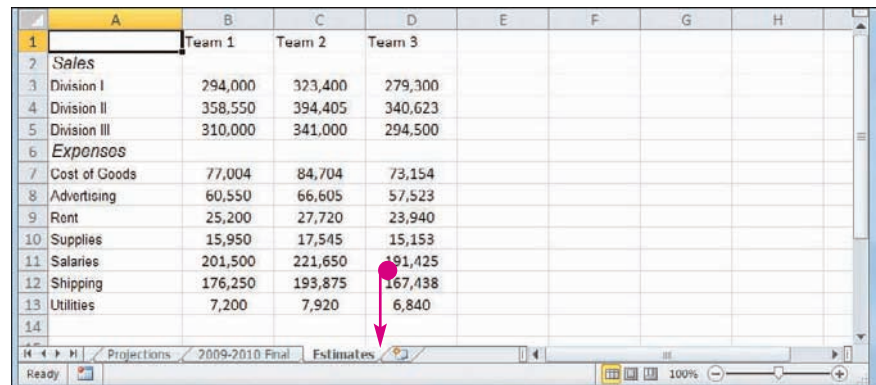 A B C D E F G H
1 Team 1 Team 2 Team 3
2 Sales
3 Division I 294,000 323,400 279,300
4 Division II 358,550 394,405 340,623
5 Division III 310,000 341,000 294,500
6 Expenses
7 Cost of Goods 77,004 84,704 73,154
8 Advertising 60,550 66,605 57,523
9 Rent 25,200 27,720 23,940
10 Supplies 15,950 17,545 15,153
11 Salaries 201,500 221,650 191,425
12 Shipping 176,250 193,875 167,438
13 Utilities 7,200 7,920 6,840
14
Projections 2009-2010 Final Estimates
Ready 100%